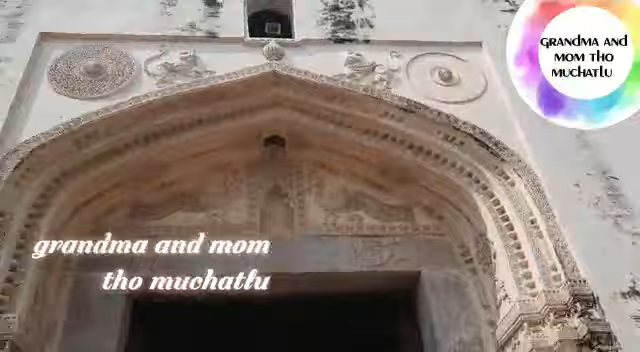 GRANDMA AND
MOM THO
MUCHATLU
grandma and mom
tho muchatlu